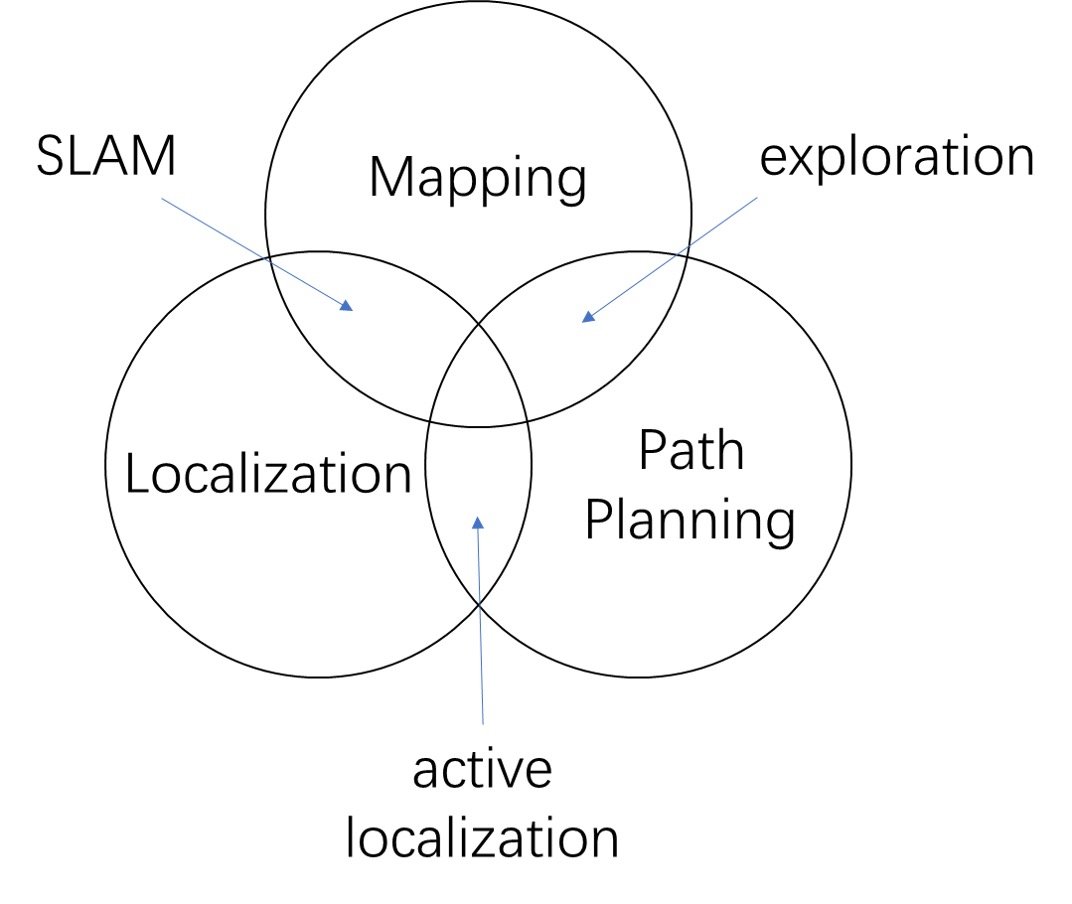 SLAM
Mapping
exploration
Localization
Path
Planning
active
localization